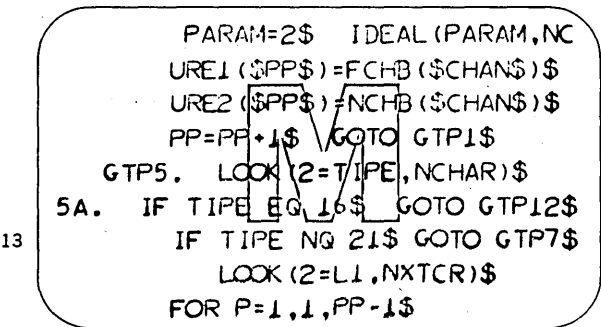 PARAM=2$ IDEAL(PARAM,NC
URE1($PP$)=FCHB($CHAN$)$
URE2($PP$)=NCHB($CHAN$)$
PP=PP+1$ GOTO GTP1$
GTP5. LOOK(2=TIPE,NCHAR)$
5A. IF TIPE EQ 16$ GOTO GTP12$
13 IF TIPE NQ 21$ GOTO GTP7$
LOOK(2=L1,NXTCR)$
FOR P=1,1,PP-1$
M